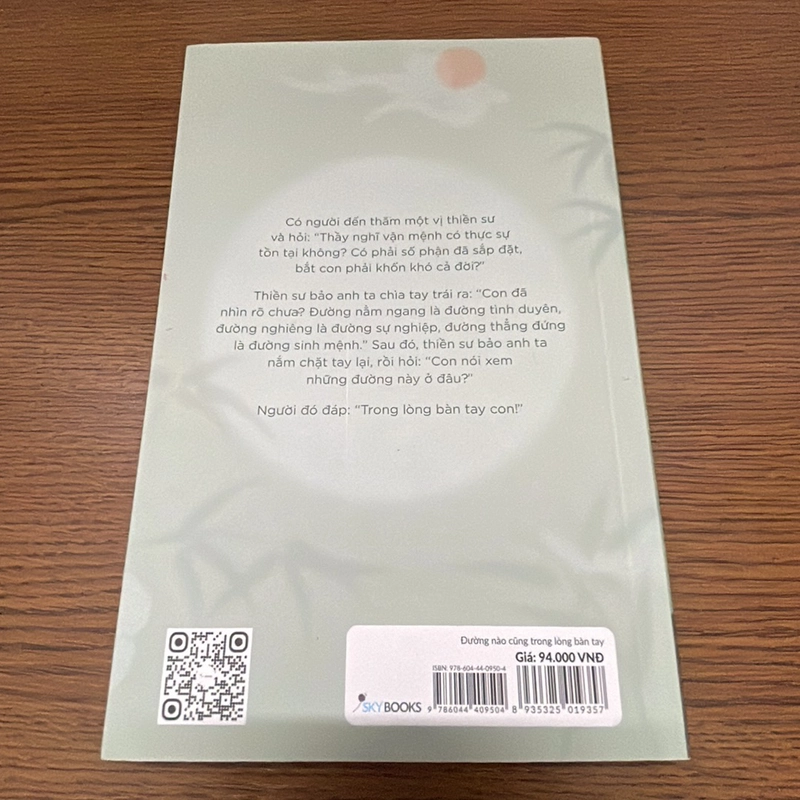 Có người đến thăm một vị thiền sư
và hỏi: “Thầy nghĩ vận mệnh có thực sự
tồn tại không? Có phải số phận đã sắp đặt,
bắt con phải khốn khó cả đời?”
Thiền sư bảo anh ta chìa tay trái ra: “Con đã
nhìn rõ chưa? Đường nằm ngang là đường tình duyên,
đường nghiêng là đường sự nghiệp, đường thẳng đứng
là đường sinh mệnh.” Sau đó, thiền sư bảo anh ta
nắm chặt tay lại, rồi hỏi: “Con nói xem
những đường này ở đâu?”
Người đó đáp: “Trong lòng bàn tay con!”
Đường nào cũng trong lòng bàn tay
Giá: 94.000 VNĐ
ISBN: 978-604-44-0950-4
SKYBOOKS
9 786044 409504
8 935325 019357